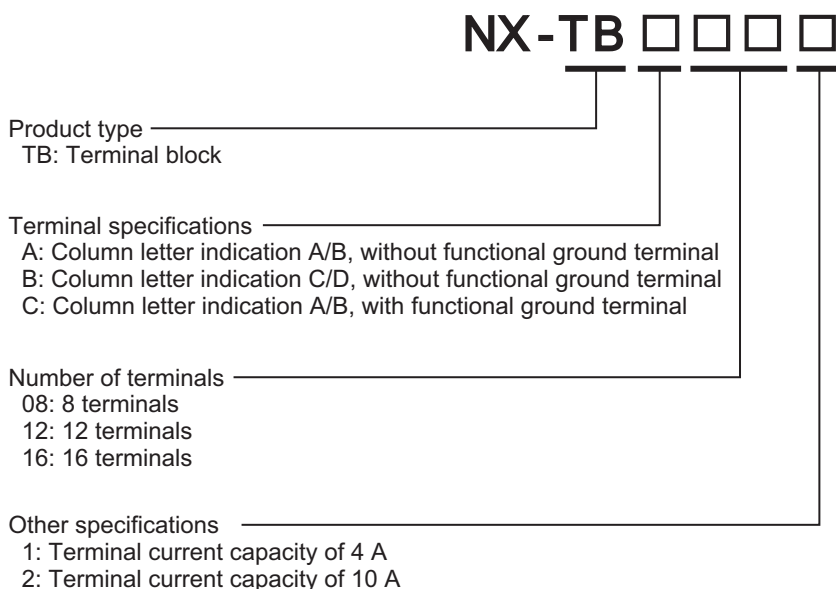 NX-TB □ □ □ □
Product type
TB: Terminal block
Terminal specifications
A: Column letter indication A/B, without functional ground terminal
B: Column letter indication C/D, without functional ground terminal
C: Column letter indication A/B, with functional ground terminal
Number of terminals
08: 8 terminals
12: 12 terminals
16: 16 terminals
Other specifications
1: Terminal current capacity of 4 A
2: Terminal current capacity of 10 A